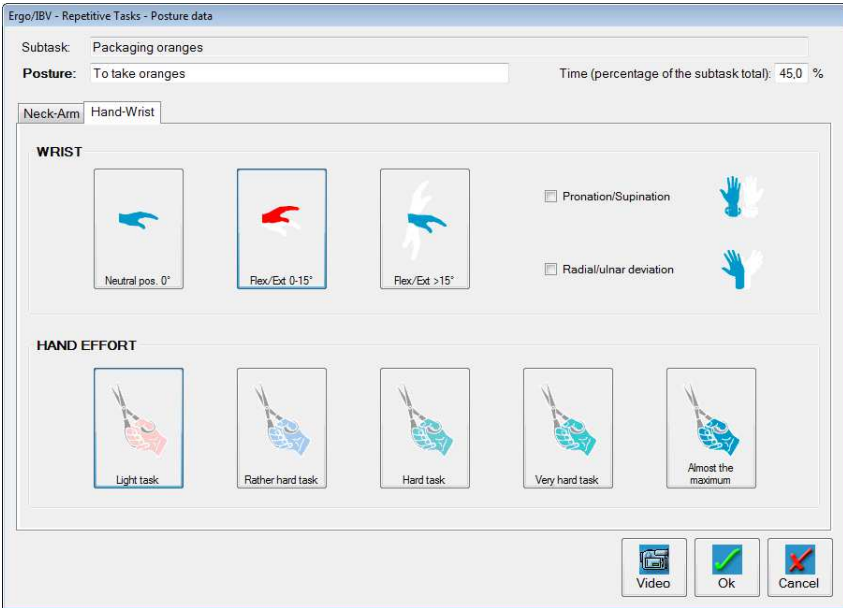 Ergo/IBV - Repetitive Tasks - Posture data
Subtask: Packaging oranges
Posture: To take oranges Time (percentage of the subtask total): 45,0 %
Neck-Arm Hand-Wrist
WRIST
Pronation/Supination
Radial/ulnar deviation
Neutral pos. 0° Flex/Ext 0-15° Flex/Ext >15°
HAND EFFORT
Light task Rather hard task Hard task Very hard task Almost the
maximum
Video Ok Cancel